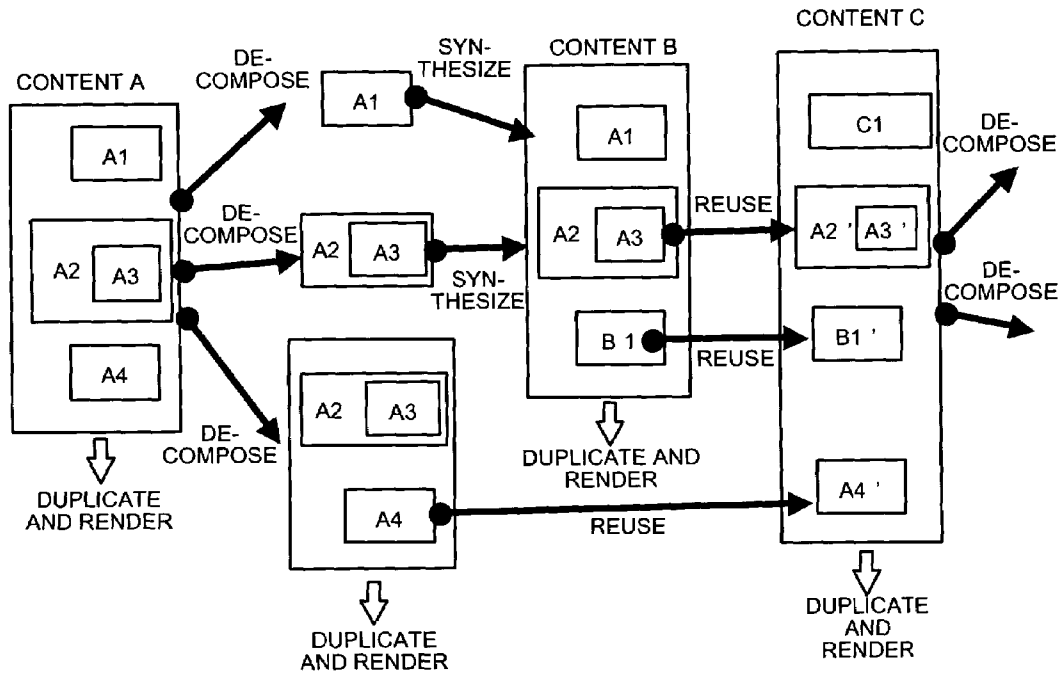 CONTENT A
A1
A2
A3
A4
DUPLICATE
AND RENDER
DE-
COMPOSE
DE-
COMPOSE
DE-
COMPOSE
A1
SYN-
THESIZE
A2
A3
SYN-
THESIZE
A2
A3
A4
DUPLICATE
AND RENDER
CONTENT B
A1
A2
A3
B 1
DUPLICATE AND
RENDER
REUSE
REUSE
REUSE
CONTENT C
C1
A2 '
A3 '
B1 '
A4 '
DUPLICATE
AND
RENDER
DE-
COMPOSE
DE-
COMPOSE